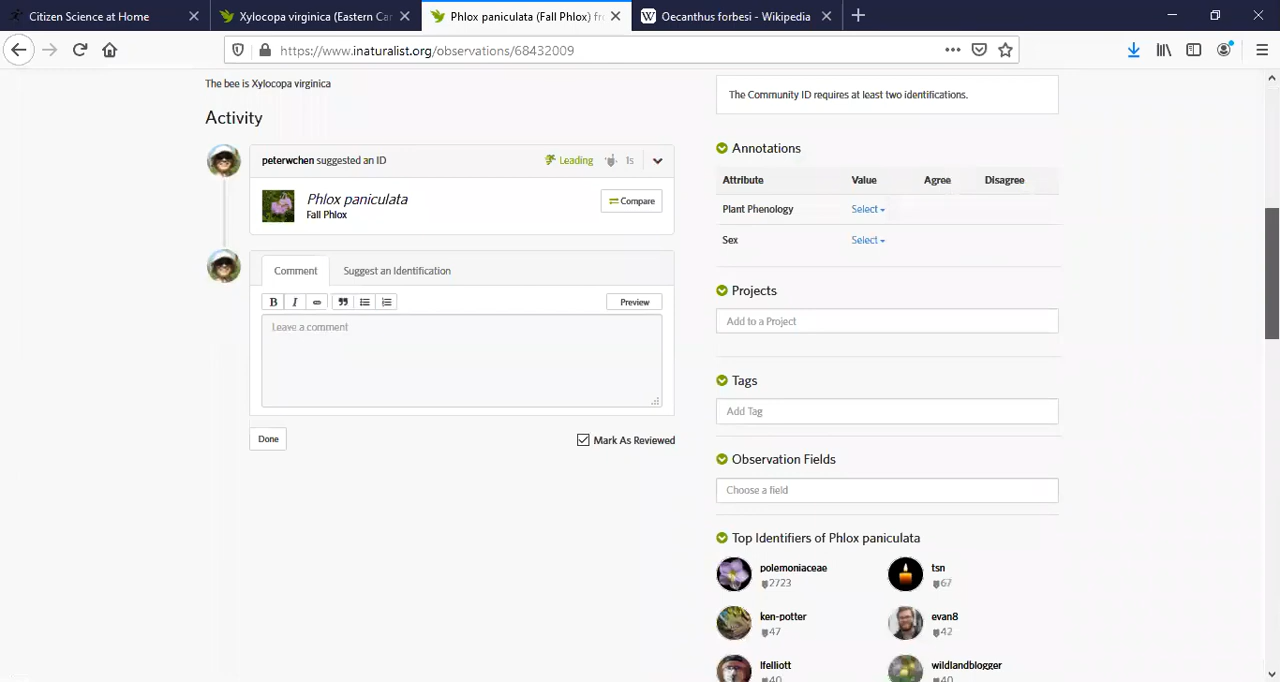 Citizen Science at Home
Xylocopa virginica (Eastern Car
Phlox paniculata (Fall Phlox) fro
Oecanthus forbesi - Wikipedia
https://www.inaturalist.org/observations/68432009
The bee is Xylocopa virginica
Activity
peterwchen suggested an ID
Leading
1s
Phlox paniculata
Fall Phlox
Compare
Comment
Suggest an Identification
B I
Preview
Leave a comment
Done
Mark As Reviewed
The Community ID requires at least two identifications.
Annotations
Attribute Value Agree Disagree
Plant Phenology Select
Sex Select
Projects
Add to a Project
Tags
Add Tag
Observation Fields
Choose a field
Top Identifiers of Phlox paniculata
polemoniaceae tsn
2723 67
ken-potter evan8
47 42
lfelliott wildlandblogger
40 40